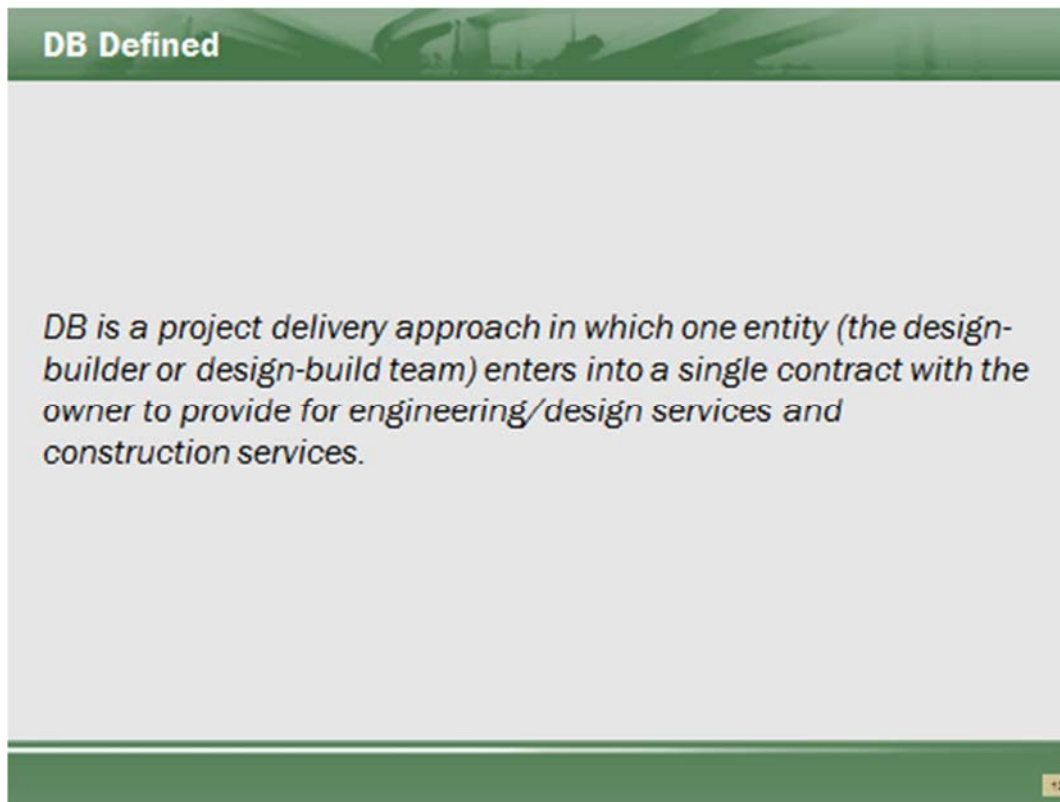 DB Defined
DB is a project delivery approach in which one entity (the design-
builder or design-build team) enters into a single contract with the
owner to provide for engineering/design services and
construction services.